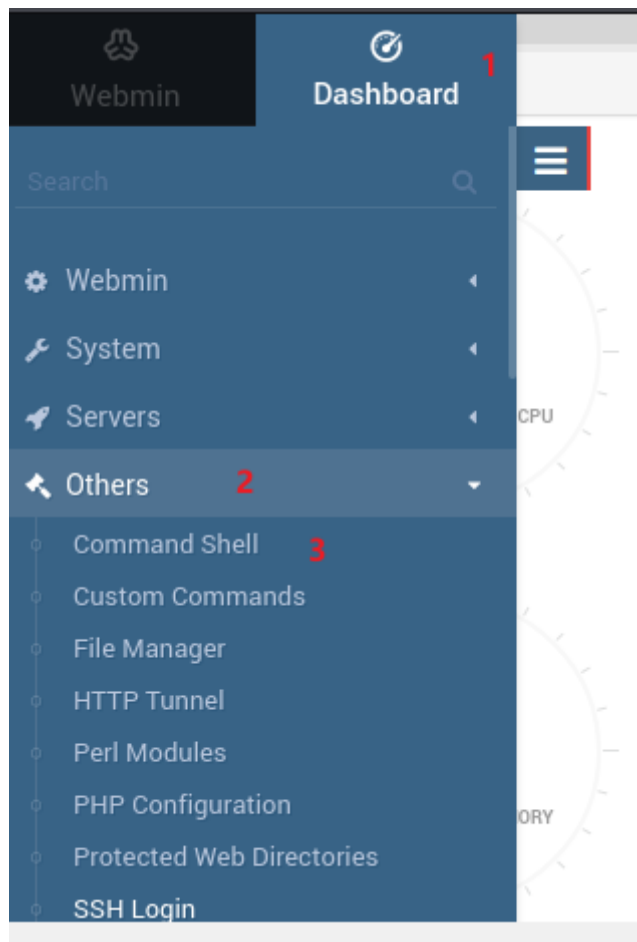 Webmin
Dashboard 1
Search
Webmin
System
Servers
CPU
Others 2
Command Shell 3
Custom Commands
File Manager
HTTP Tunnel
Perl Modules
PHP Configuration
ORY
Protected Web Directories
SSH Login